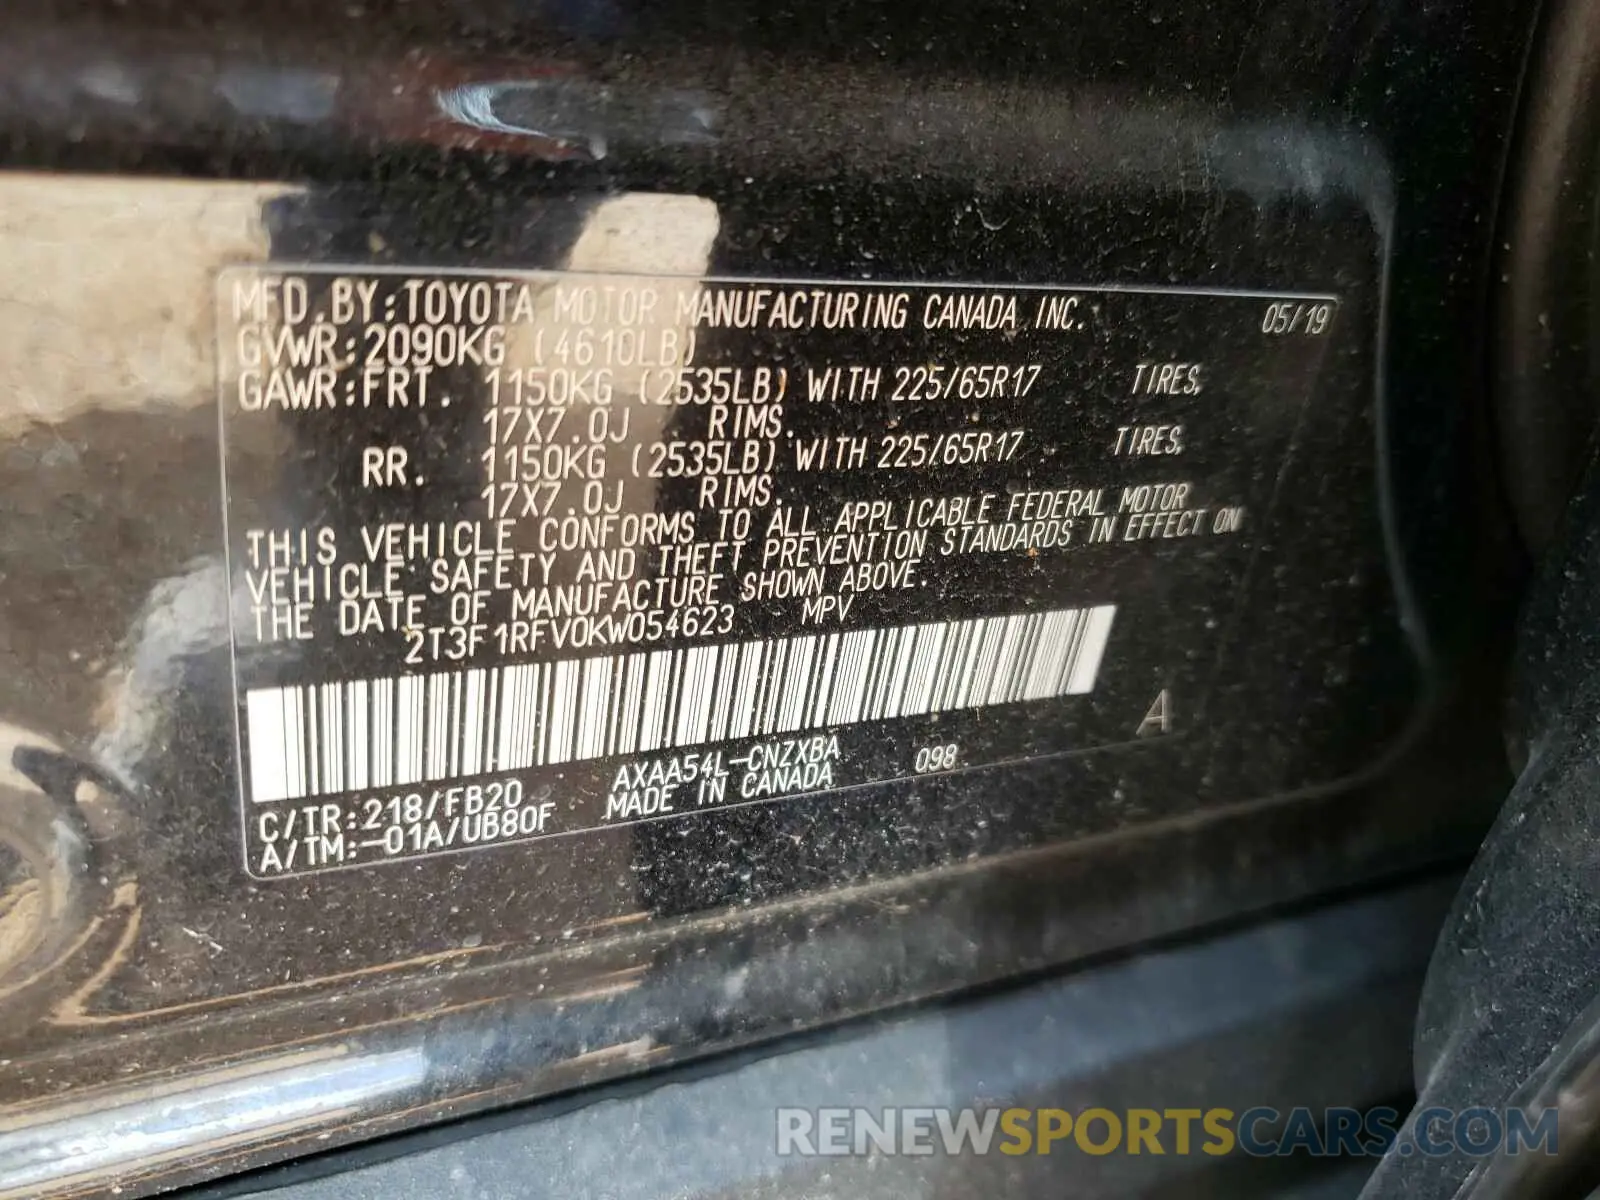 MFD.BY:TOYOTA MOTOR MANUFACTURING CANADA INC. 05/19
GVWR:2090KG (4610LB)
GAWR:FRT. 1150KG (2535LB) WITH 225/65R17 TIRES,
17X7.0J RIMS.
RR. 1150KG (2535LB) WITH 225/65R17 TIRES,
17X7.0J RIMS.
THIS VEHICLE CONFORMS TO ALL APPLICABLE FEDERAL MOTOR
VEHICLE SAFETY AND THEFT PREVENTION STANDARDS IN EFFECT ON
THE DATE OF MANUFACTURE SHOWN ABOVE.
2T3F1RFV0KW054623 MPV
A
C/TR:218/FB20 AXAA54L-CNZXBA 098
A/TM:-01A/UB80F MADE IN CANADA
RENEWSPORTSCARS.COM